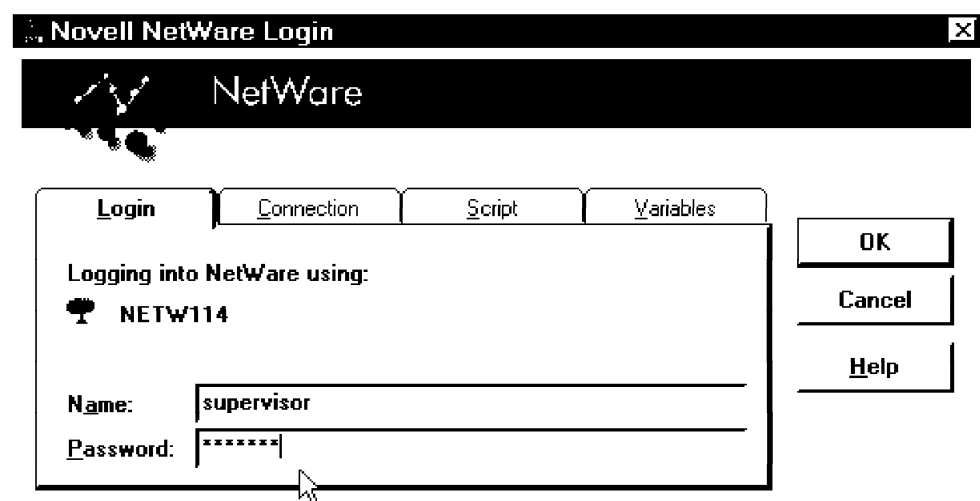 Novell NetWare Login
NetWare
Login Connection Script Variables
OK
Logging into NetWare using:
NETW114
Cancel
Help
Name: supervisor
Password: *******